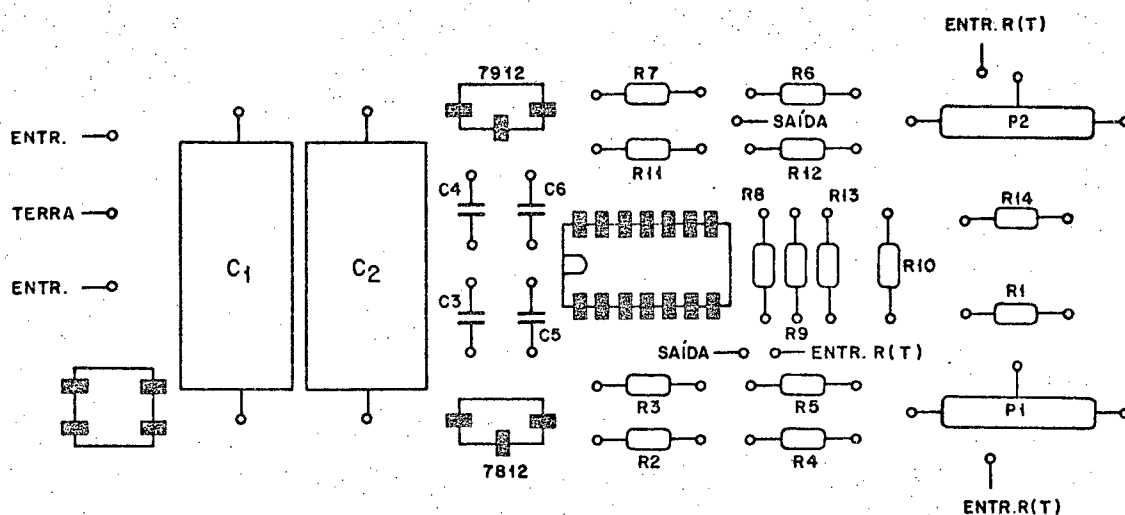 ENTR. R(T)
7912
R7
R6
P2
ENTR.
SAÍDA
R11
R12
C4
C6
R8
R13
R14
TERRA
C1
C2
R10
ENTR.
C3
C5
R9
R1
SAÍDA
ENTR. R(T)
R3
R5
P1
R2
R4
7812
ENTR.R(T)